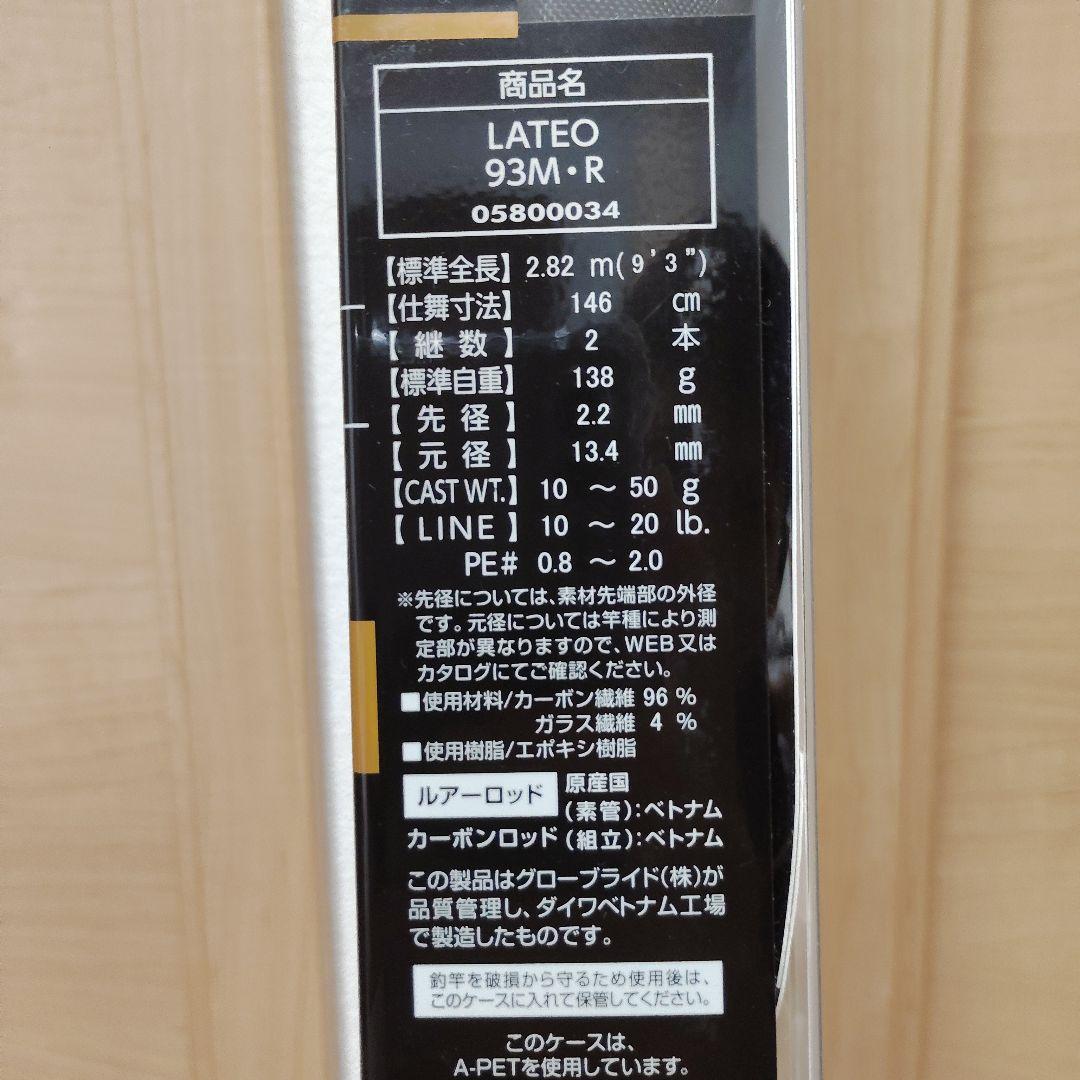 商品名
LATEO
93M・R
05800034
【標準全長】 2.82 m(9'3")
【仕舞寸法】 146 cm
【 継 数 】 2 本
【標準自重】 138 g
【 先 径 】 2.2 mm
【 元 径 】 13.4 mm
【CAST WT.】 10 ～ 50 g
【 LINE 】 10 ～ 20 lb.
PE# 0.8 ～ 2.0
※先径については、素材先端部の外径
です。元径については竿種により測
定部が異なりますので、WEB又は
カタログにてご確認ください。
■使用材料/カーボン繊維 96 %
ガラス繊維 4 %
■使用樹脂/エポキシ樹脂
ルアーロッド 原産国
(素管):ベトナム
カーボンロッド (組立):ベトナム
この製品はグローブライド(株)が
品質管理し、ダイワベトナム工場
で製造したものです。
釣竿を破損から守るため使用後は、
このケースに入れて保管してください。
このケースは、
A-PETを使用しています。